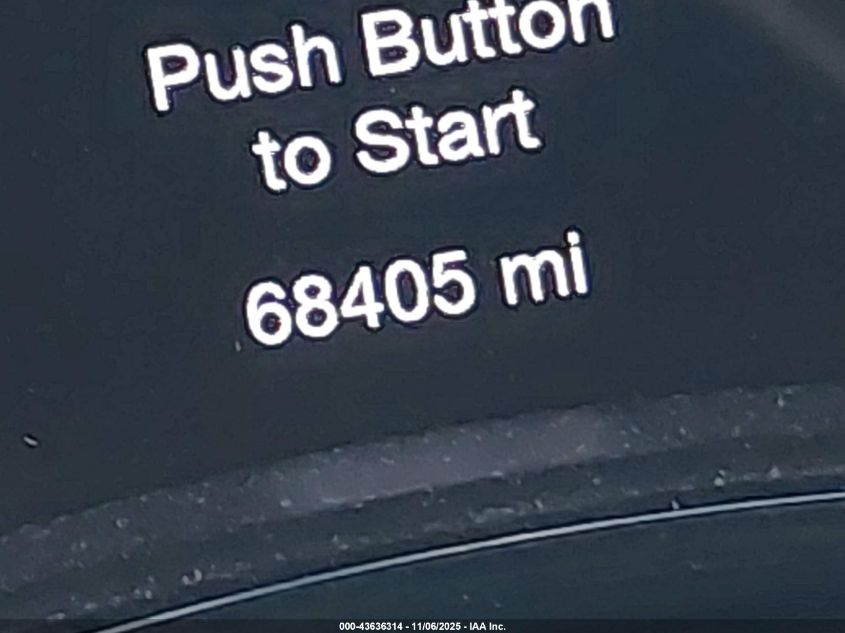 Push Button
to Start
68405 mi
000-43636314 - 11/06/2025 - IAA Inc.